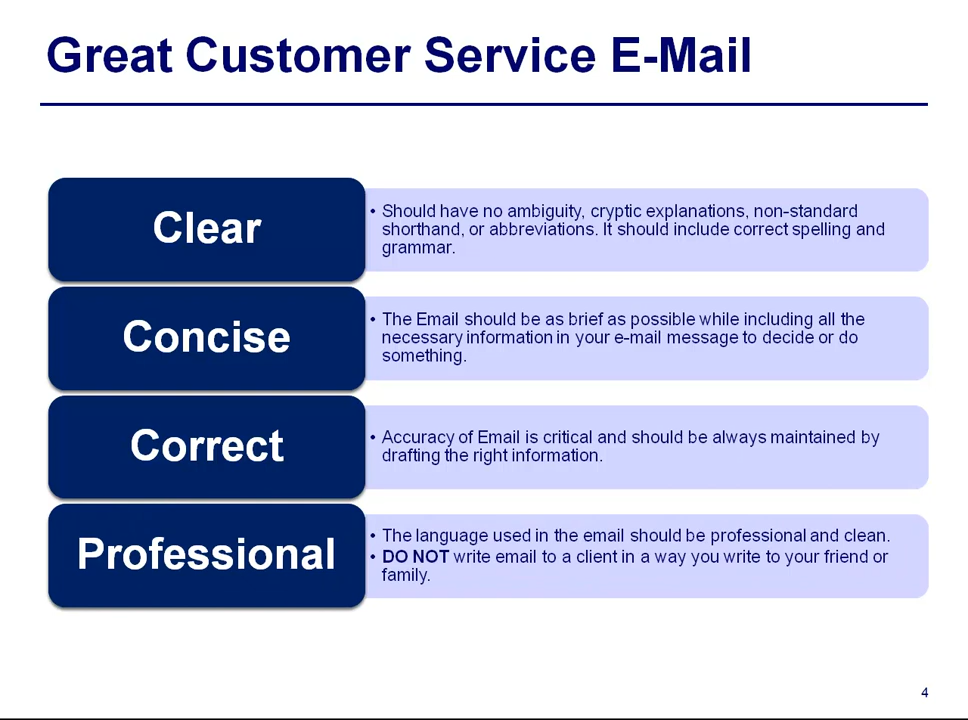 Great Customer Service E-Mail
Clear
• Should have no ambiguity, cryptic explanations, non-standard
shorthand, or abbreviations. It should include correct spelling and
grammar.
Concise
• The Email should be as brief as possible while including all the
necessary information in your e-mail message to decide or do
something.
Correct
• Accuracy of Email is critical and should be always maintained by
drafting the right information.
Professional
• The language used in the email should be professional and clean.
• DO NOT write email to a client in a way you write to your friend or
family.
4